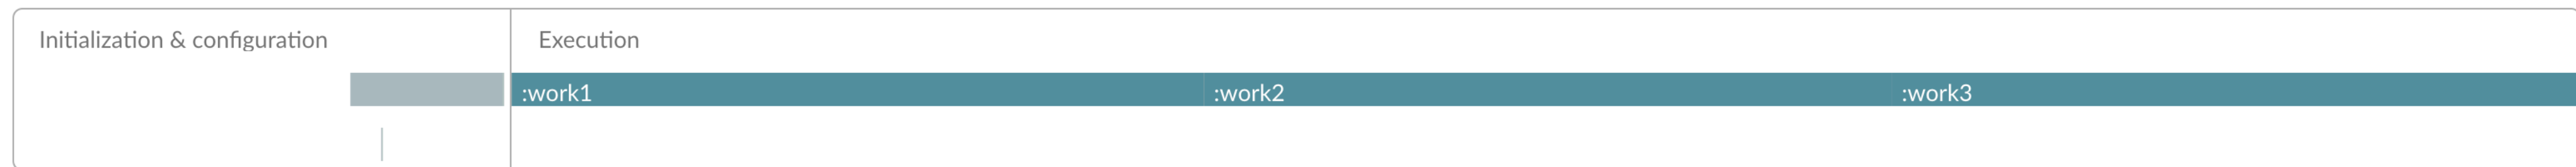 Initialization & configuration
Execution
:work1
:work2
:work3